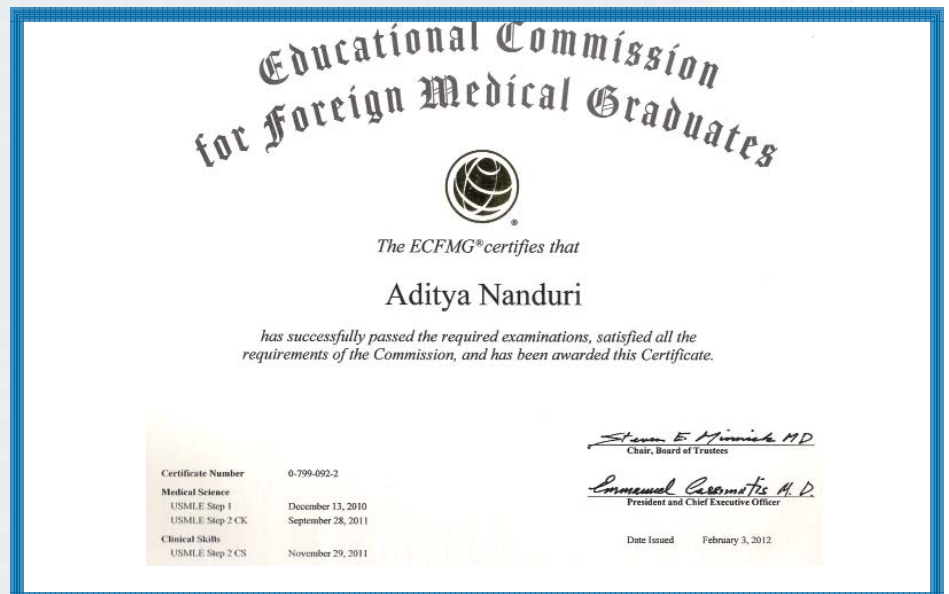 Educational Commission
for Foreign Medical Graduates
®
The ECFMG® certifies that
Aditya Nanduri
has successfully passed the required examinations, satisfied all the
requirements of the Commission, and has been awarded this Certificate.
Steven E. Minnick MD
Chair, Board of Trustees
Emmanuel Cassimatis M. D.
President and Chief Executive Officer
Certificate Number 0-799-092-2
Medical Science
USMLE Step 1 December 13, 2010
USMLE Step 2 CK September 28, 2011
Clinical Skills
USMLE Step 2 CS November 29, 2011
Date Issued February 3, 2012